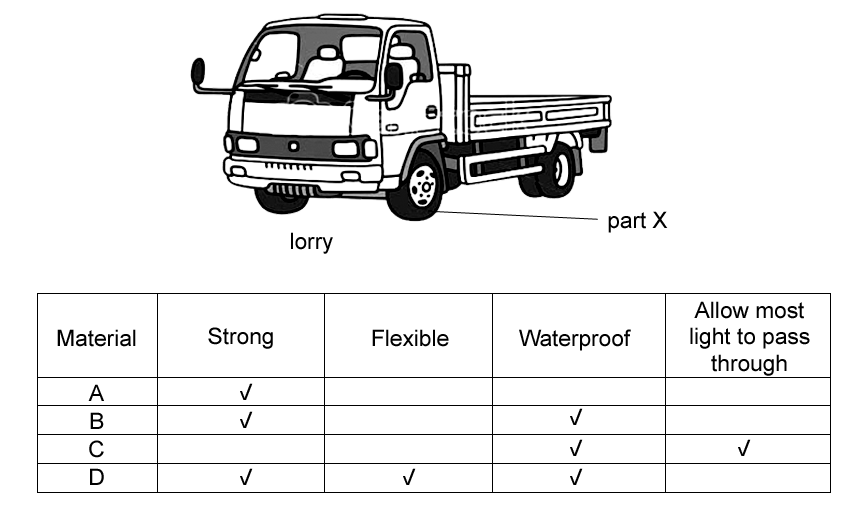 part X
lorry
Material Strong Flexible Waterproof Allow most light to pass through
A √
B √ √
C √ √
D √ √ √